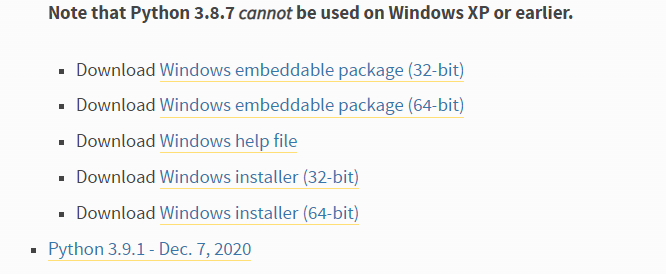 Note that Python 3.8.7 cannot be used on Windows XP or earlier.
Download Windows embeddable package (32-bit)
Download Windows embeddable package (64-bit)
Download Windows help file
Download Windows installer (32-bit)
Download Windows installer (64-bit)
Python 3.9.1 - Dec. 7, 2020